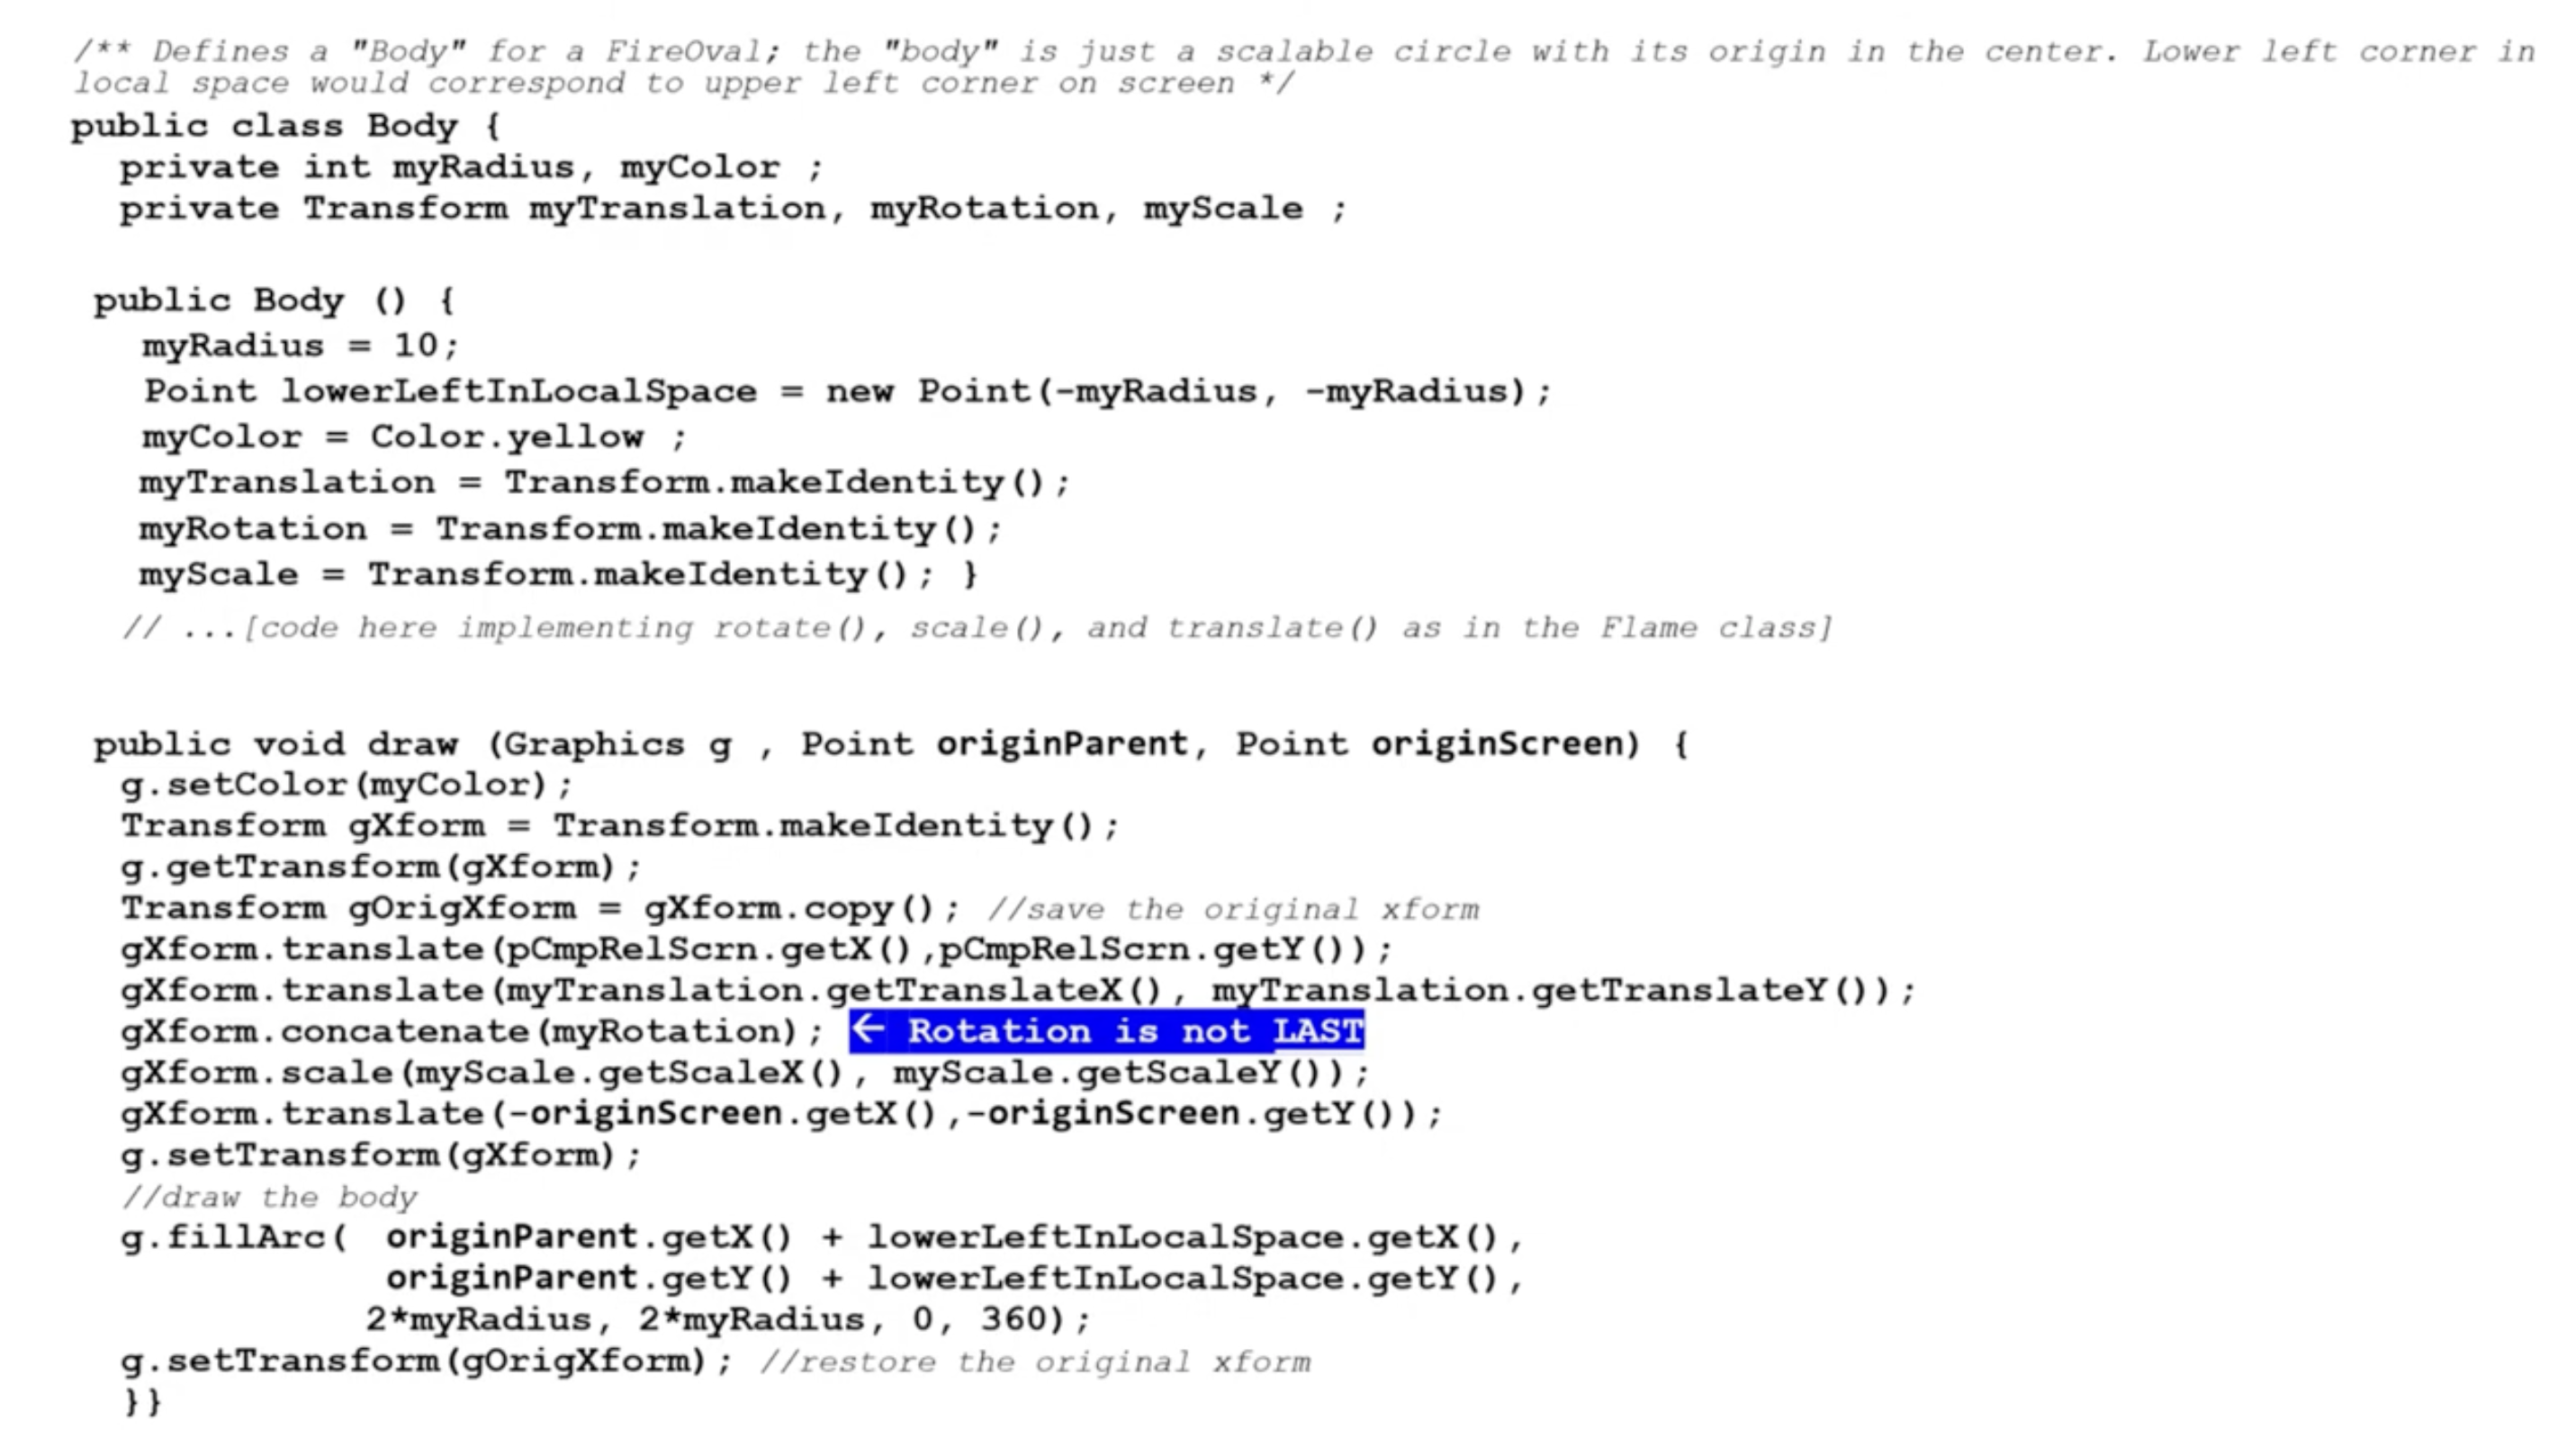 /** Defines a "Body" for a FireOval; the "body" is just a scalable circle with its origin in the center. Lower left corner in
local space would correspond to upper left corner on screen */
public class Body {
private int myRadius, myColor ;
private Transform myTranslation, myRotation, myScale ;
public Body () {
myRadius = 10;
Point lowerLeftInLocalSpace = new Point(-myRadius, -myRadius);
myColor = Color.yellow ;
myTranslation = Transform.makeIdentity();
myRotation = Transform.makeIdentity();
myScale = Transform.makeIdentity(); }
// ...[code here implementing rotate(), scale(), and translate() as in the Flame class]
public void draw (Graphics g , Point originParent, Point originScreen) {
g.setColor(myColor);
Transform gXform = Transform.makeIdentity();
g.getTransform(gXform);
Transform gOrigXform = gXform.copy(); //save the original xform
gXform.translate(pCmpRelScrn.getX(),pCmpRelScrn.getY());
gXform.translate(myTranslation.getTranslateX(), myTranslation.getTranslateY());
gXform.concatenate(myRotation); ← Rotation is not LAST
gXform.scale(myScale.getScaleX(), myScale.getScaleY());
gXform.translate(-originScreen.getX(),-originScreen.getY());
g.setTransform(gXform);
//draw the body
g.fillArc( originParent.getX() + lowerLeftInLocalSpace.getX(),
originParent.getY() + lowerLeftInLocalSpace.getY(),
2*myRadius, 2*myRadius, 0, 360);
g.setTransform(gOrigXform); //restore the original xform
}}